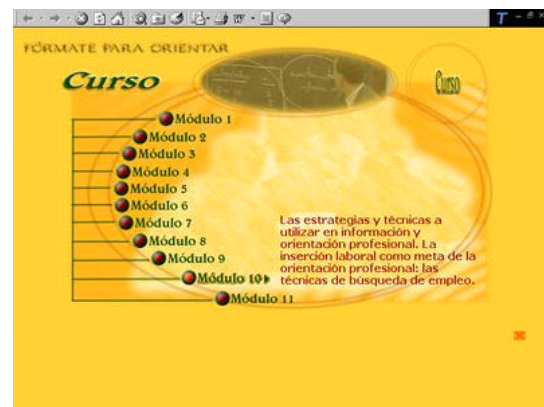 FÓRMATE PARA ORIENTAR
Curso
Curso
Módulo 1
Módulo 2
Módulo 3
Módulo 4
Módulo 5
Módulo 6
Módulo 7
Módulo 8
Módulo 9
Módulo 10
Módulo 11
Las estrategias y técnicas a
utilizar en información y
orientación profesional. La
inserción laboral como meta de la
orientación profesional: las
técnicas de búsqueda de empleo.